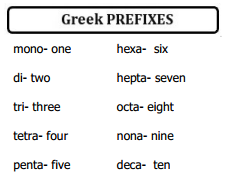 Greek PREFIXES
mono- one
di- two
tri- three
tetra- four
penta- five
hexa- six
hepta- seven
octa- eight
nona- nine
deca- ten